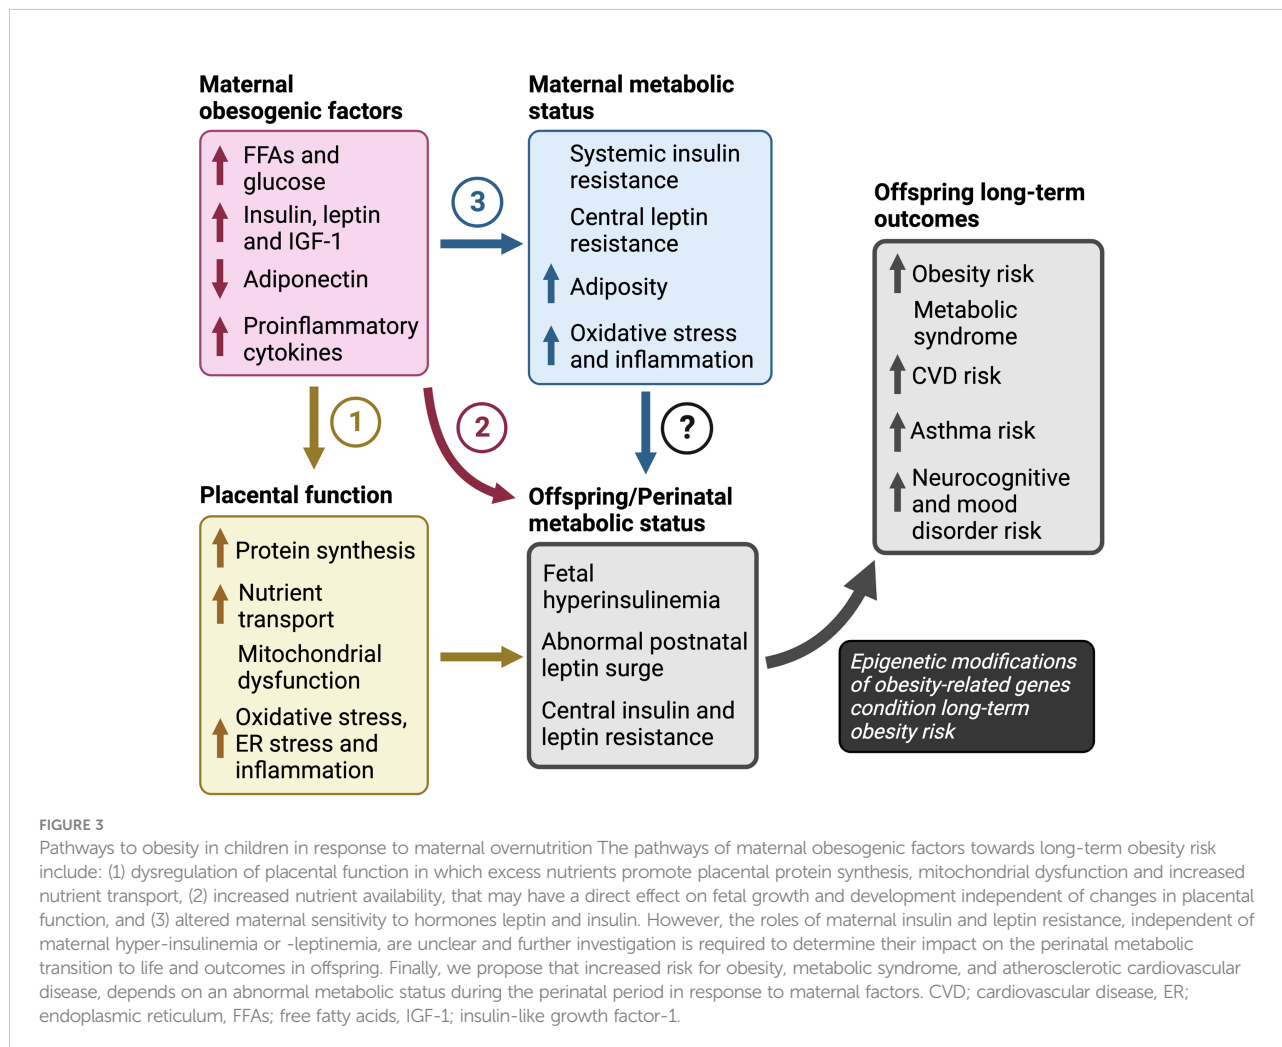 Maternal
obesogenic factors
FFAs and
glucose
Insulin, leptin
and IGF-1
Adiponectin
Proinflammatory
cytokines
3
Maternal metabolic
status
Systemic insulin
resistance
Central leptin
resistance
Adiposity
Oxidative stress
and inflammation
1
2
?
Placental function
Protein synthesis
Nutrient
transport
Mitochondrial
dysfunction
Oxidative stress,
ER stress and
inflammation
Offspring/Perinatal
metabolic status
Fetal
hyperinsulinemia
Abnormal postnatal
leptin surge
Central insulin and
leptin resistance
Offspring long-term
outcomes
Obesity risk
Metabolic
syndrome
CVD risk
Asthma risk
Neurocognitive
and mood
disorder risk
Epigenetic modifications
of obesity-related genes
condition long-term
obesity risk
FIGURE 3
Pathways to obesity in children in response to maternal overnutrition The pathways of maternal obesogenic factors towards long-term obesity risk
include: (1) dysregulation of placental function in which excess nutrients promote placental protein synthesis, mitochondrial dysfunction and increased
nutrient transport, (2) increased nutrient availability, that may have a direct effect on fetal growth and development independent of changes in placental
function, and (3) altered maternal sensitivity to hormones leptin and insulin. However, the roles of maternal insulin and leptin resistance, independent of
maternal hyper-insulinemia or -leptinemia, are unclear and further investigation is required to determine their impact on the perinatal metabolic
transition to life and outcomes in offspring. Finally, we propose that increased risk for obesity, metabolic syndrome, and atherosclerotic cardiovascular
disease, depends on an abnormal metabolic status during the perinatal period in response to maternal factors. CVD; cardiovascular disease, ER;
endoplasmic reticulum, FFAs; free fatty acids, IGF-1; insulin-like growth factor-1.